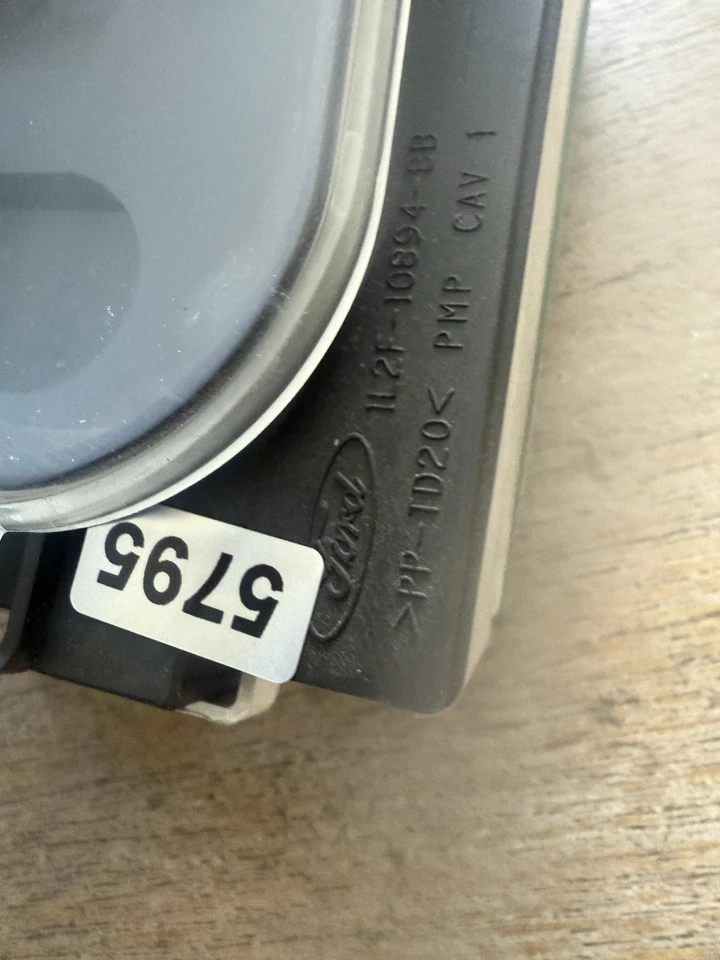 1L2F-10894-BB
>PP-TD20< PMP CAV 1
Ford
5795